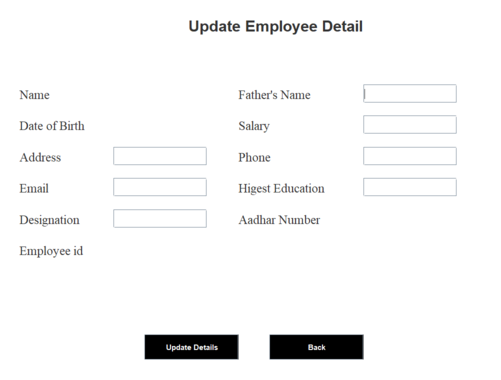 Update Employee Detail
Name
Father's Name
Date of Birth
Salary
Address
Phone
Email
Higest Education
Designation
Aadhar Number
Employee id
Update Details
Back